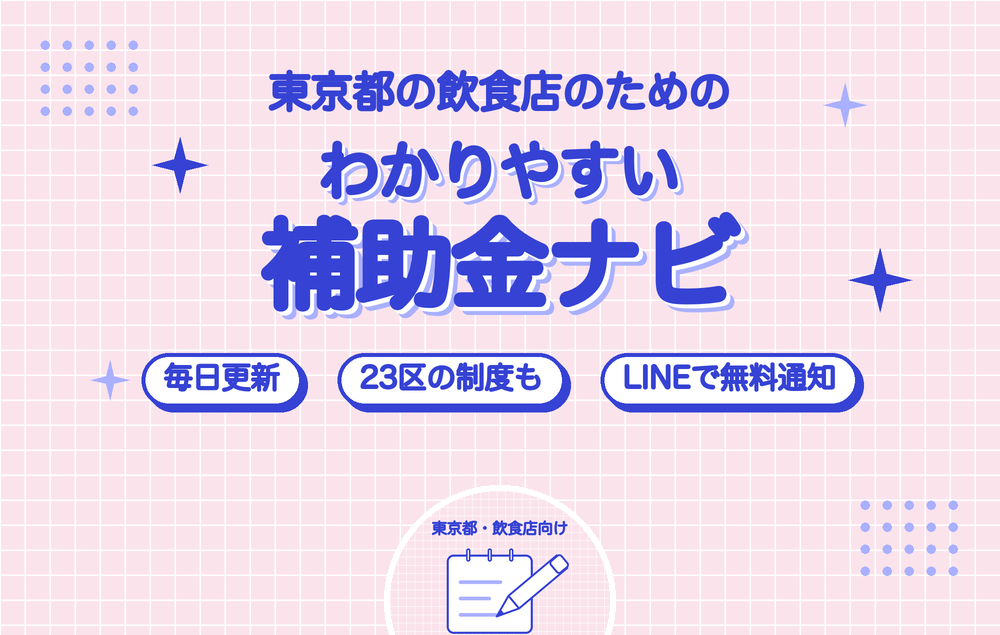 東京都の飲食店のための
わかりやすい
補助金ナビ
毎日更新
23区の制度も
LINEで無料通知
東京都・飲食店向け